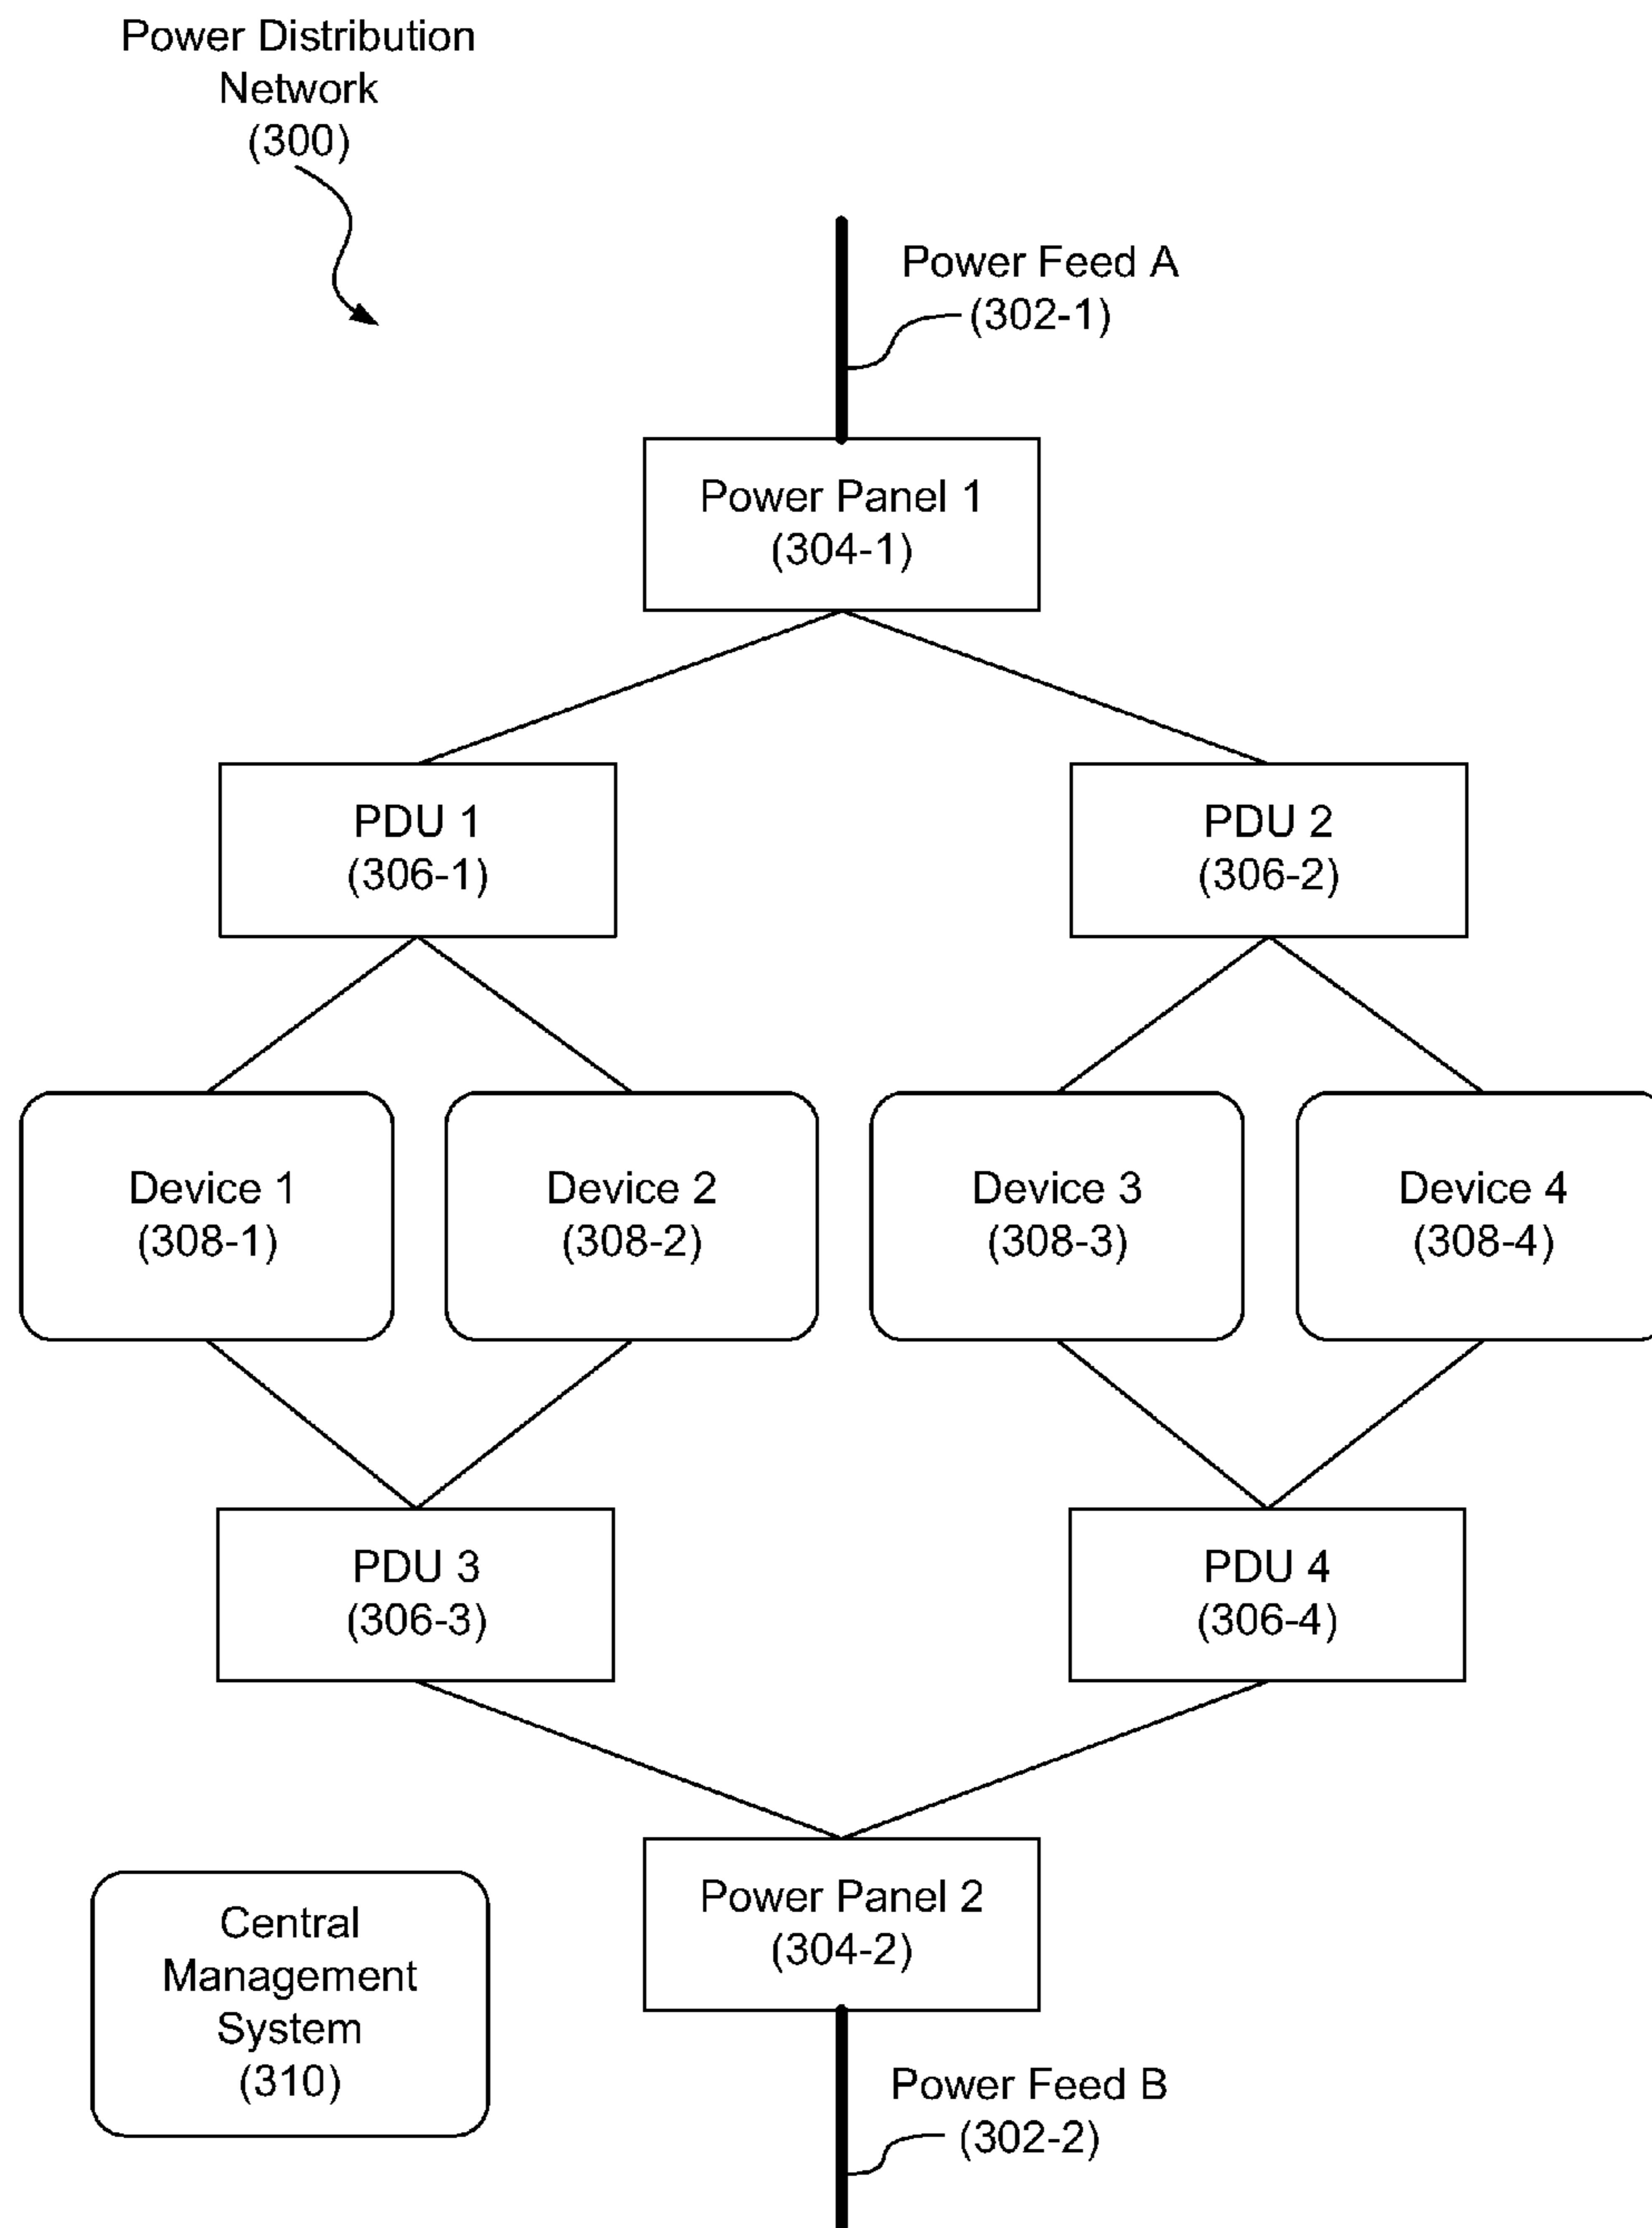 Power Distribution
Network
(300)
Power Feed A
(302-1)
Power Panel 1
(304-1)
PDU 1
(306-1)
PDU 2
(306-2)
Device 1
(308-1)
Device 2
(308-2)
Device 3
(308-3)
Device 4
(308-4)
PDU 3
(306-3)
PDU 4
(306-4)
Power Panel 2
(304-2)
Central
Management
System
(310)
Power Feed B
(302-2)